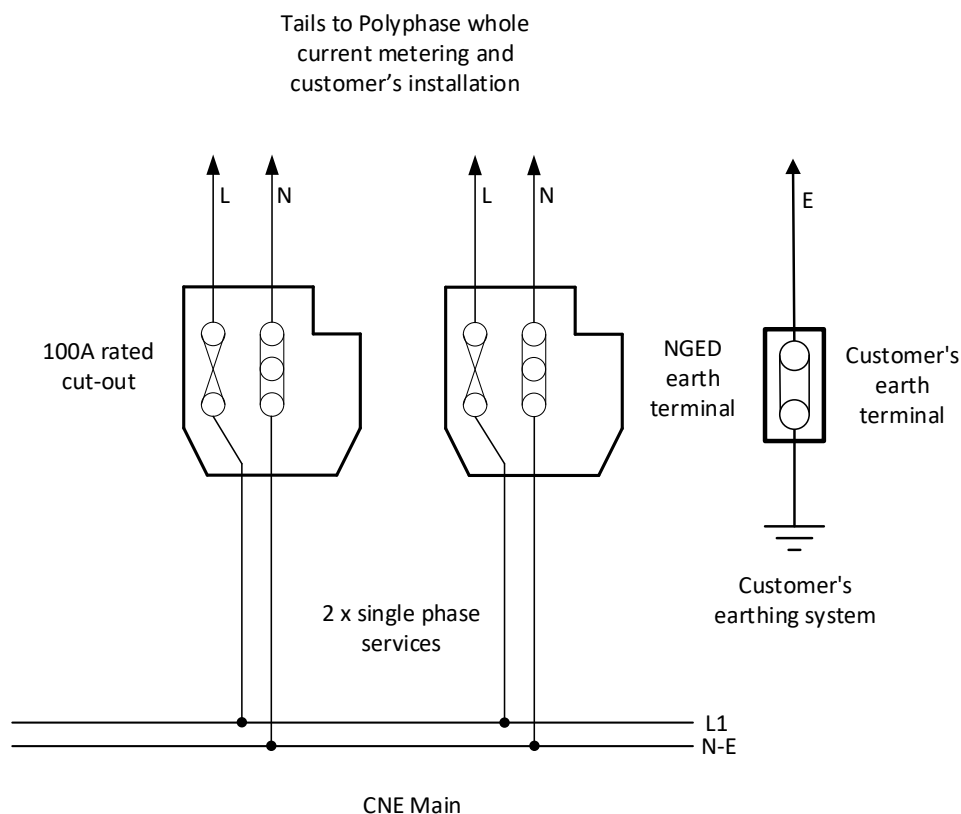 Tails to Polyphase whole
current metering and
customer’s installation
L
N
L
N
E
100A rated
cut-out
NGED
earth
terminal
Customer's
earth
terminal
Customer's
earthing system
2 x single phase
services
L1
N-E
CNE Main